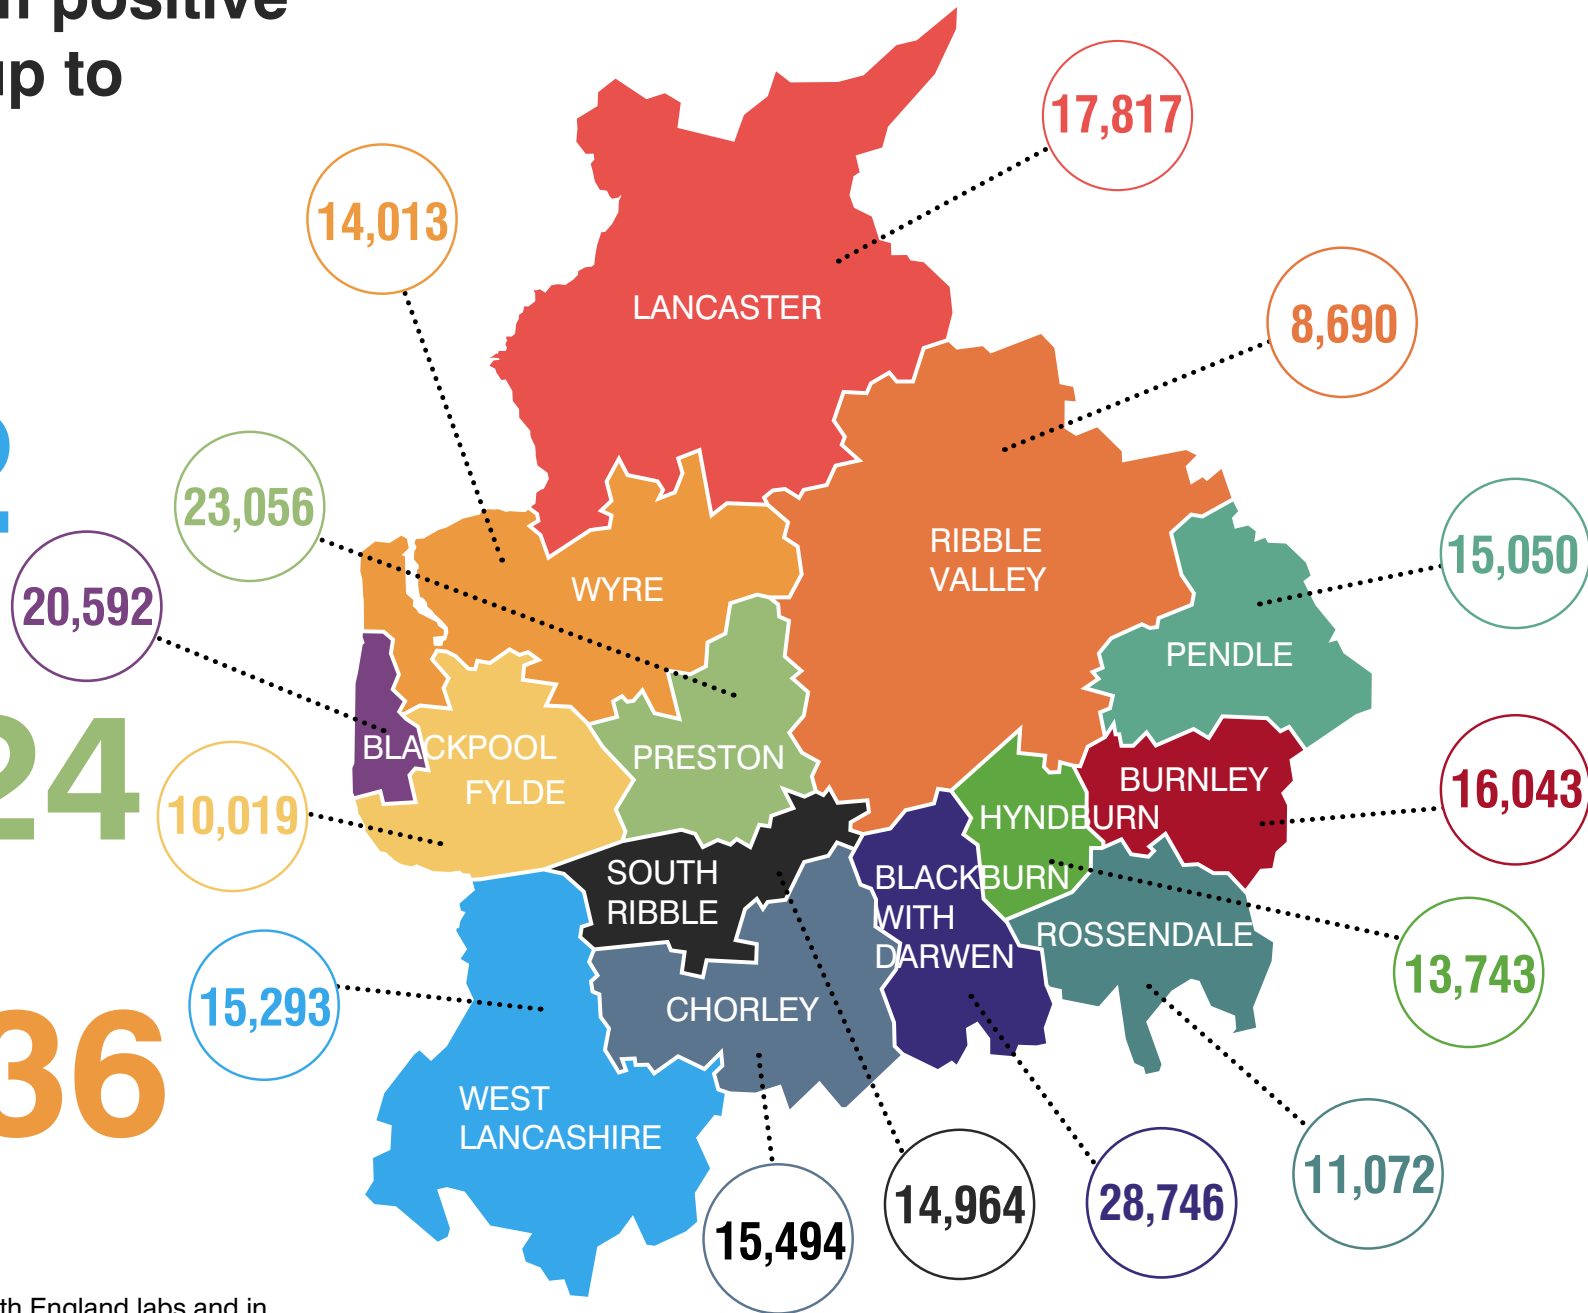 positive
up to
17,817
14,013
LANCASTER
8,690
23,056
RIBBLE
VALLEY
15,050
WYRE
20,592
PENDLE
24
BLACKPOOL
PRESTON
FYLDE
BURNLEY
16,043
10,019
HYNDBURN
SOUTH
RIBBLE
BLACKBURN
WITH
DARWEN
ROSSENDALE
13,743
15,293
CHORLEY
36
WEST
LANCASHIRE
11,072
14,964
28,746
15,494
England labs and in